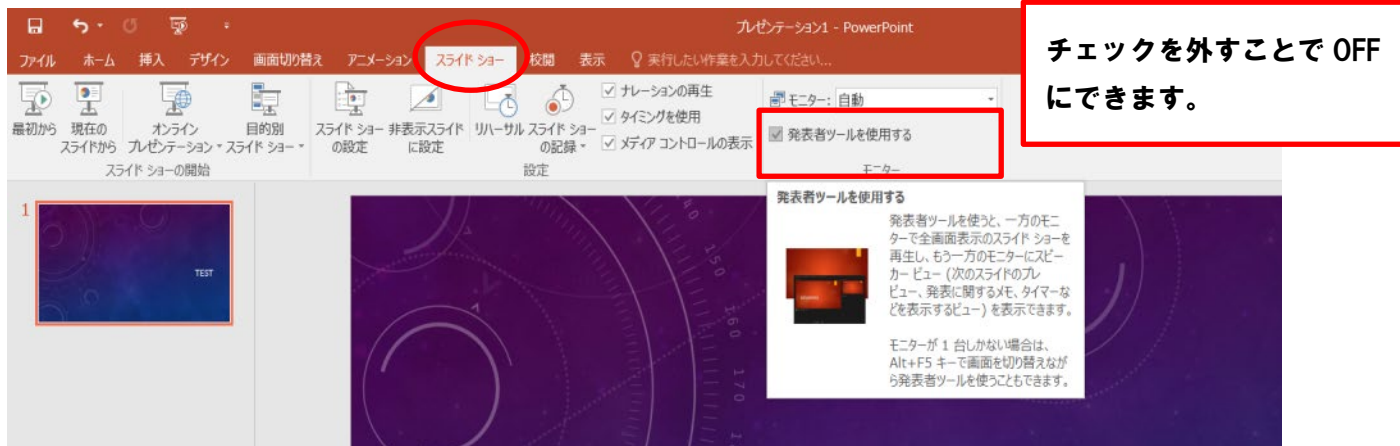 プレゼンテーション1 - PowerPoint
ファイル ホーム 挿入 デザイン 画面切り替え アニメーション スライド ショー 校閲 表示 実行したい作業を入力してください...
最初から
現在の
スライドから
オンライン
プレゼンテーション
目的別
スライド ショー
スライド ショーの開始
スライド ショー
の設定
非表示スライド
に設定
リハーサル
スライド ショー
の記録
ナレーションの再生
タイミングを使用
メディア コントロールの表示
設定
モニター: 自動
発表者ツールを使用する
モニター
チェックを外すことで OFF
にできます。
発表者ツールを使用する
発表者ツールを使うと、一方のモニ
ターで全画面表示のスライド ショーを
再生し、もう一方のモニターにスピー
カー ビュー (次のスライドのプレ
ビュー、発表に関するメモ、タイマーな
どを表示するビュー) を表示できます。
モニターが 1 台しかない場合は、
Alt+F5 キーで画面を切り替えなが
ら発表者ツールを使うこともできます。
1
TEST
140
150
160
170